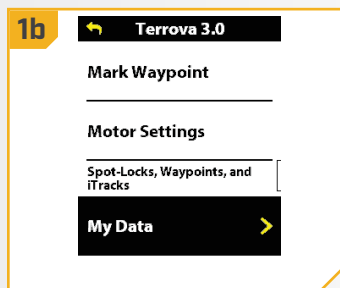 1b
Terrova 3.0
Mark Waypoint
Motor Settings
Spot-Locks, Waypoints, and
iTracks
My Data